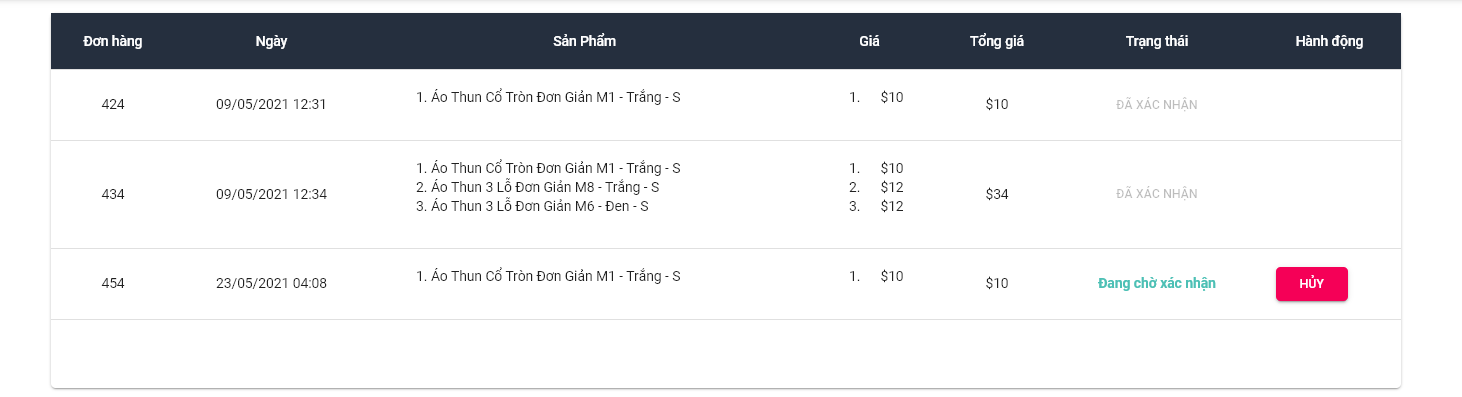 Đơn hàng Ngày Sản Phẩm Giá Tổng giá Trạng thái Hành động
424 09/05/2021 12:31 1. Áo Thun Cổ Tròn Đơn Giản M1 - Trắng - S 1. $10 $10 ĐÃ XÁC NHẬN
434 09/05/2021 12:34 1. Áo Thun Cổ Tròn Đơn Giản M1 - Trắng - S 1. $10 $34 ĐÃ XÁC NHẬN
2. Áo Thun 3 Lỗ Đơn Giản M8 - Trắng - S 2. $12
3. Áo Thun 3 Lỗ Đơn Giản M6 - Đen - S 3. $12
454 23/05/2021 04:08 1. Áo Thun Cổ Tròn Đơn Giản M1 - Trắng - S 1. $10 $10 Đang chờ xác nhận HỦY